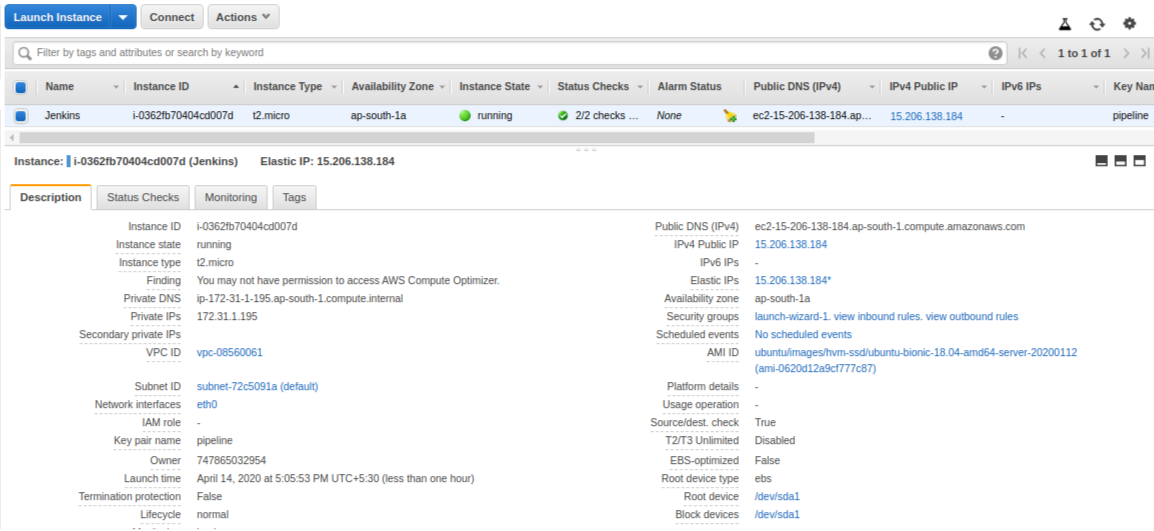 Launch Instance Connect Actions
Filter by tags and attributes or search by keyword 1 to 1 of 1
Name Instance ID Instance Type Availability Zone Instance State Status Checks Alarm Status Public DNS (IPv4) IPv4 Public IP IPv6 IPs Key Nam
Jenkins i-0362fb70404cd007d t2.micro ap-south-1a running 2/2 checks ... None ec2-15-206-138-184.ap... 15.206.138.184 - pipeline
Instance: i-0362fb70404cd007d (Jenkins) Elastic IP: 15.206.138.184
Description Status Checks Monitoring Tags
Instance ID i-0362fb70404cd007d Public DNS (IPv4) ec2-15-206-138-184.ap-south-1.compute.amazonaws.com
Instance state running IPv4 Public IP 15.206.138.184
Instance type t2.micro IPv6 IPs -
Finding You may not have permission to access AWS Compute Optimizer. Elastic IPs 15.206.138.184*
Private DNS ip-172-31-1-195.ap-south-1.compute.internal Availability zone ap-south-1a
Private IPs 172.31.1.195 Security groups launch-wizard-1. view inbound rules. view outbound rules
Secondary private IPs Scheduled events No scheduled events
VPC ID vpc-08560061 AMI ID ubuntu/images/hvm-ssd/ubuntu-bionic-18.04-amd64-server-20200112
(ami-0620d12a9cf777c87)
Subnet ID subnet-72c5091a (default) Platform details -
Network interfaces eth0 Usage operation -
IAM role - Source/dest. check True
Key pair name pipeline T2/T3 Unlimited Disabled
Owner 747865032954 EBS-optimized False
Launch time April 14, 2020 at 5:05:53 PM UTC+5:30 (less than one hour) Root device type ebs
Termination protection False Root device /dev/sda1
Lifecycle normal Block devices /dev/sda1